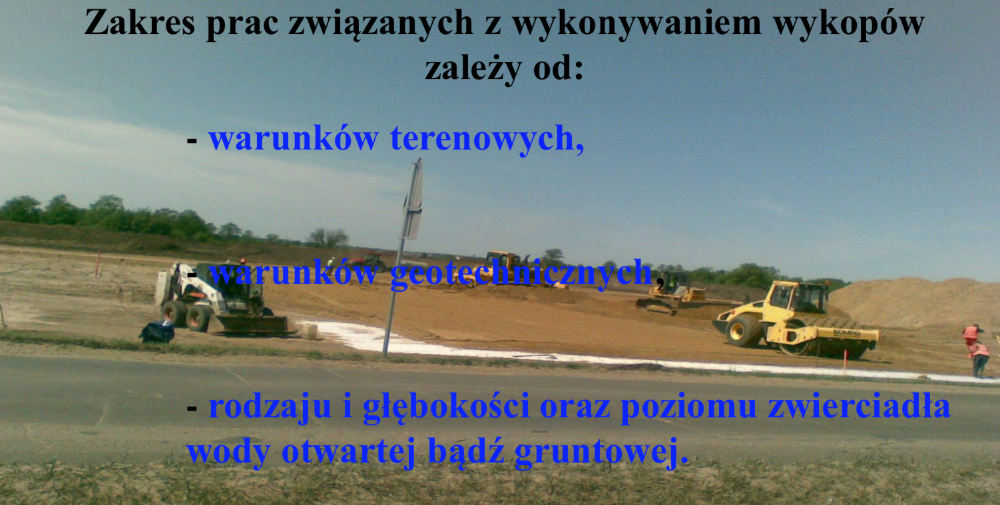 Zakres prac związanych z wykonywaniem wykopów
zależy od:
- warunków terenowych,
- warunków geotechnicznych,
- rodzaju i głębokości oraz poziomu zwierciadła
wody otwartej bądź gruntowej.
BOMAG